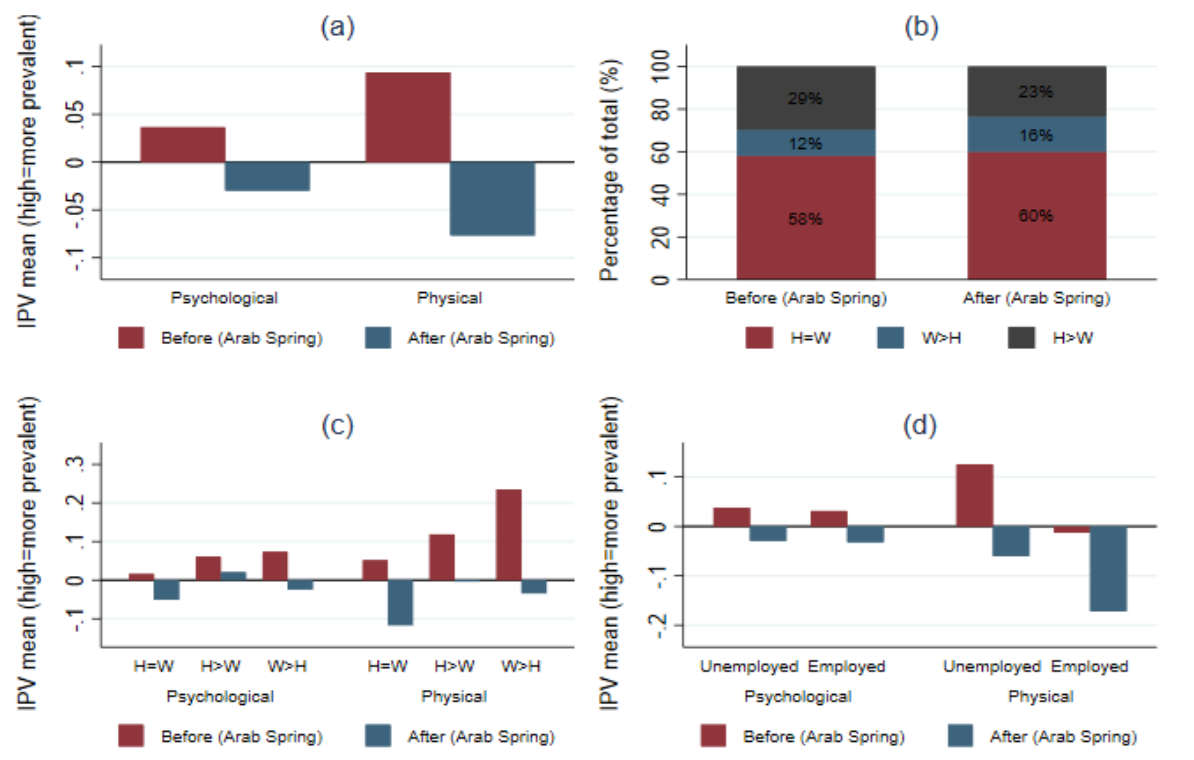 (a)
IPV mean (high=more prevalent)
.1
.05
0
-.05
-.1
Psychological Physical
Before (Arab Spring) After (Arab Spring)
(b)
Percentage of total (%)
100
80
60
40
20
0
29% 23%
12% 16%
58% 60%
Before (Arab Spring) After (Arab Spring)
H=W W>H H>W
(c)
IPV mean (high=more prevalent)
.3
.2
.1
0
-.1
H=W H>W W>H H=W H>W W>H
Psychological Physical
Before (Arab Spring) After (Arab Spring)
(d)
IPV mean (high=more prevalent)
.1
0
-.1
-.2
Unemployed Employed Unemployed Employed
Psychological Physical
Before (Arab Spring) After (Arab Spring)